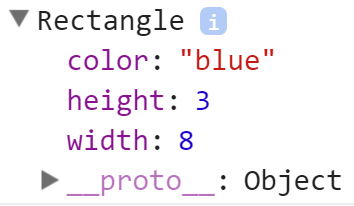 ▼ Rectangle i
color: "blue"
height: 3
width: 8
▶ __proto__: Object